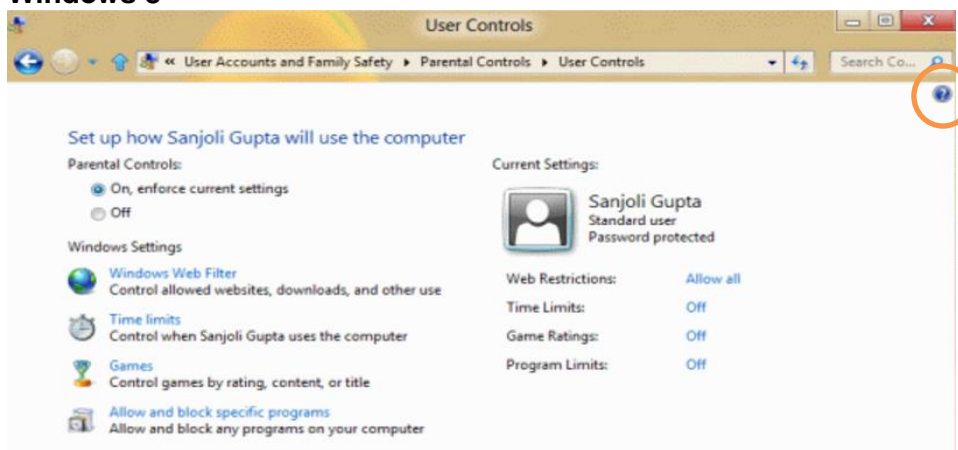 User Controls
« User Accounts and Family Safety ▸ Parental Controls ▸ User Controls
Search Co...
Set up how Sanjoli Gupta will use the computer
Parental Controls:
On, enforce current settings
Off
Windows Settings
Windows Web Filter
Control allowed websites, downloads, and other use
Time limits
Control when Sanjoli Gupta uses the computer
Games
Control games by rating, content, or title
Allow and block specific programs
Allow and block any programs on your computer
Current Settings:
Sanjoli Gupta
Standard user
Password protected
Web Restrictions: Allow all
Time Limits: Off
Game Ratings: Off
Program Limits: Off